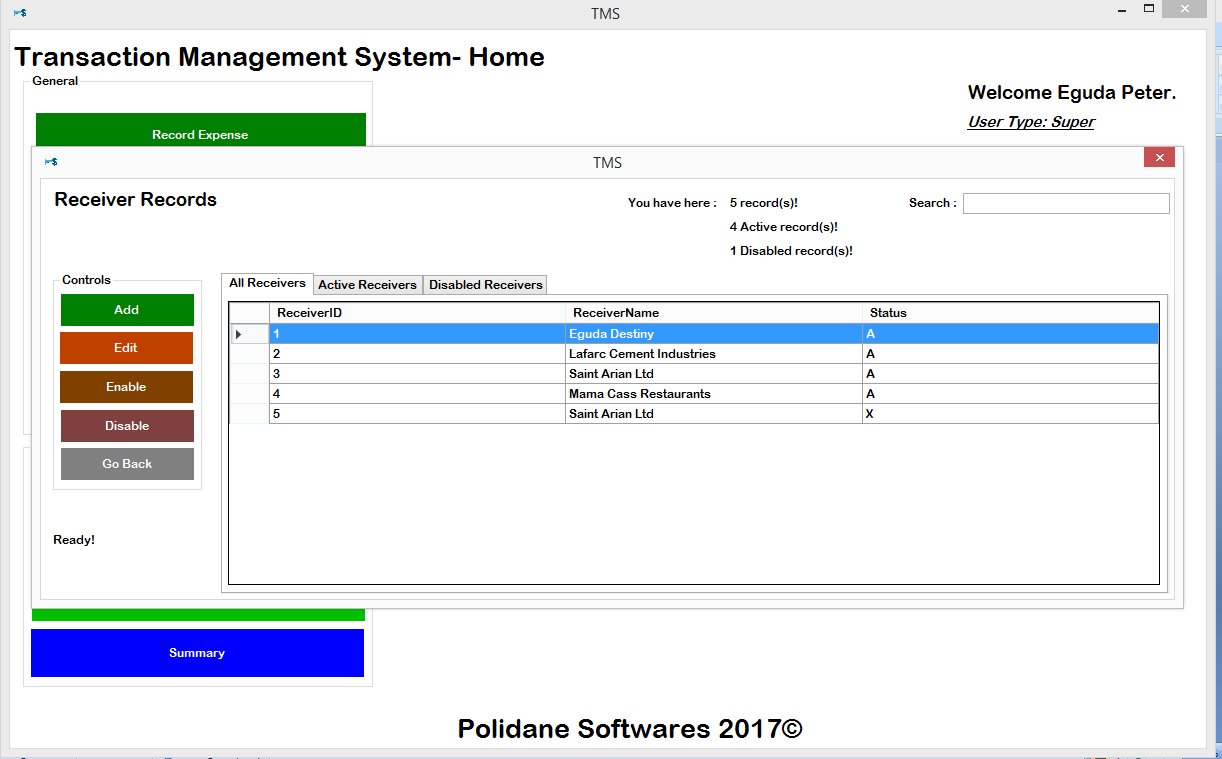 TMS
Transaction Management System- Home
General
Welcome Eguda Peter.
User Type: Super
Record Expense
TMS
Receiver Records
You have here : 5 record(s)!
4 Active record(s)!
1 Disabled record(s)!
Search :
Controls
Add
Edit
Enable
Disable
Go Back
Ready!
All Receivers Active Receivers Disabled Receivers
ReceiverID ReceiverName Status
1 Eguda Destiny A
2 Lafarc Cement Industries A
3 Saint Arian Ltd A
4 Mama Cass Restaurants A
5 Saint Arian Ltd X
Summary
Polidane Softwares 2017©